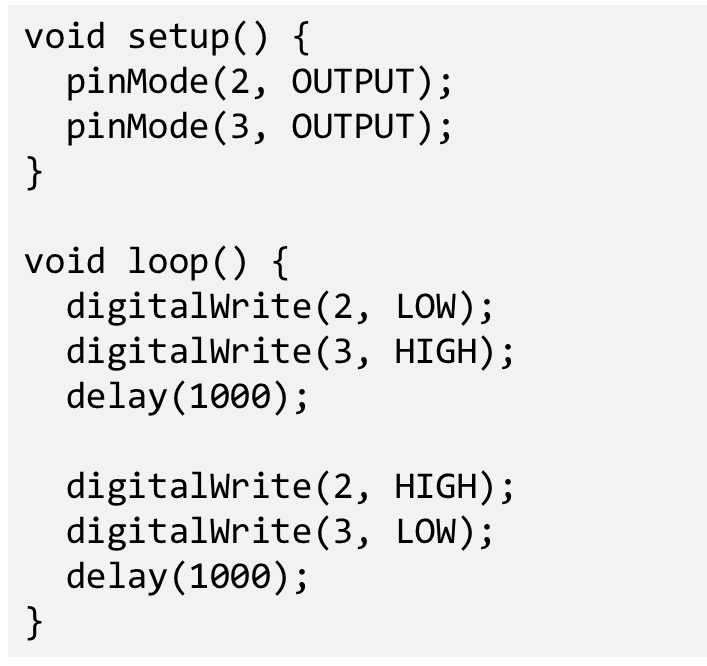 void setup() {
  pinMode(2, OUTPUT);
  pinMode(3, OUTPUT);
}

void loop() {
  digitalWrite(2, LOW);
  digitalWrite(3, HIGH);
  delay(1000);

  digitalWrite(2, HIGH);
  digitalWrite(3, LOW);
  delay(1000);
}